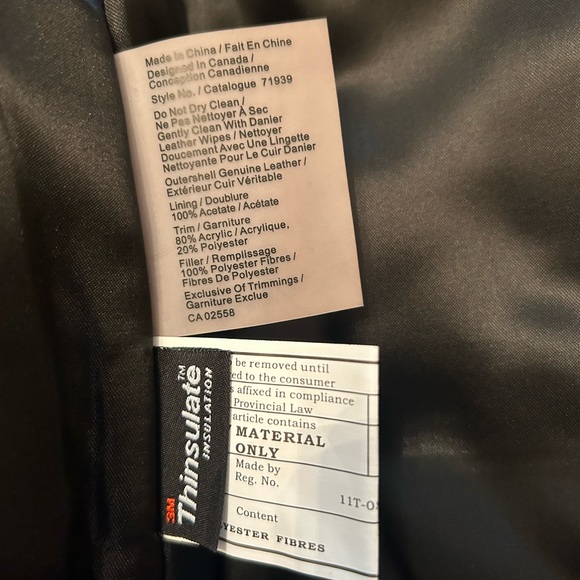 Made in China / Fait En Chine
Designed In Canada /
Conception Canadienne
Style No. / Catalogue 71939
Do Not Dry Clean /
Ne Pas Nettoyer À Sec
Gently Clean With Danier
Leather Wipes / Nettoyer
Doucement Avec Une Lingette
Nettoyante Pour Le Cuir Danier
Outershell Genuine Leather /
Extérieur Cuir Véritable
Lining / Doublure
100% Acetate / Acétate
Trim / Garniture
80% Acrylic / Acrylique,
20% Polyester
Filler / Remplissage
100% Polyester Fibres /
Fibres De Polyester
Exclusive Of Trimmings /
Garniture Exclue
CA 02558
3M
Thinsulate™
INSULATION
be removed until
to the consumer
affixed in compliance
Provincial Law
article contains
MATERIAL
ONLY
Made by
Reg. No.
11T-0
Content
YESTER FIBRES